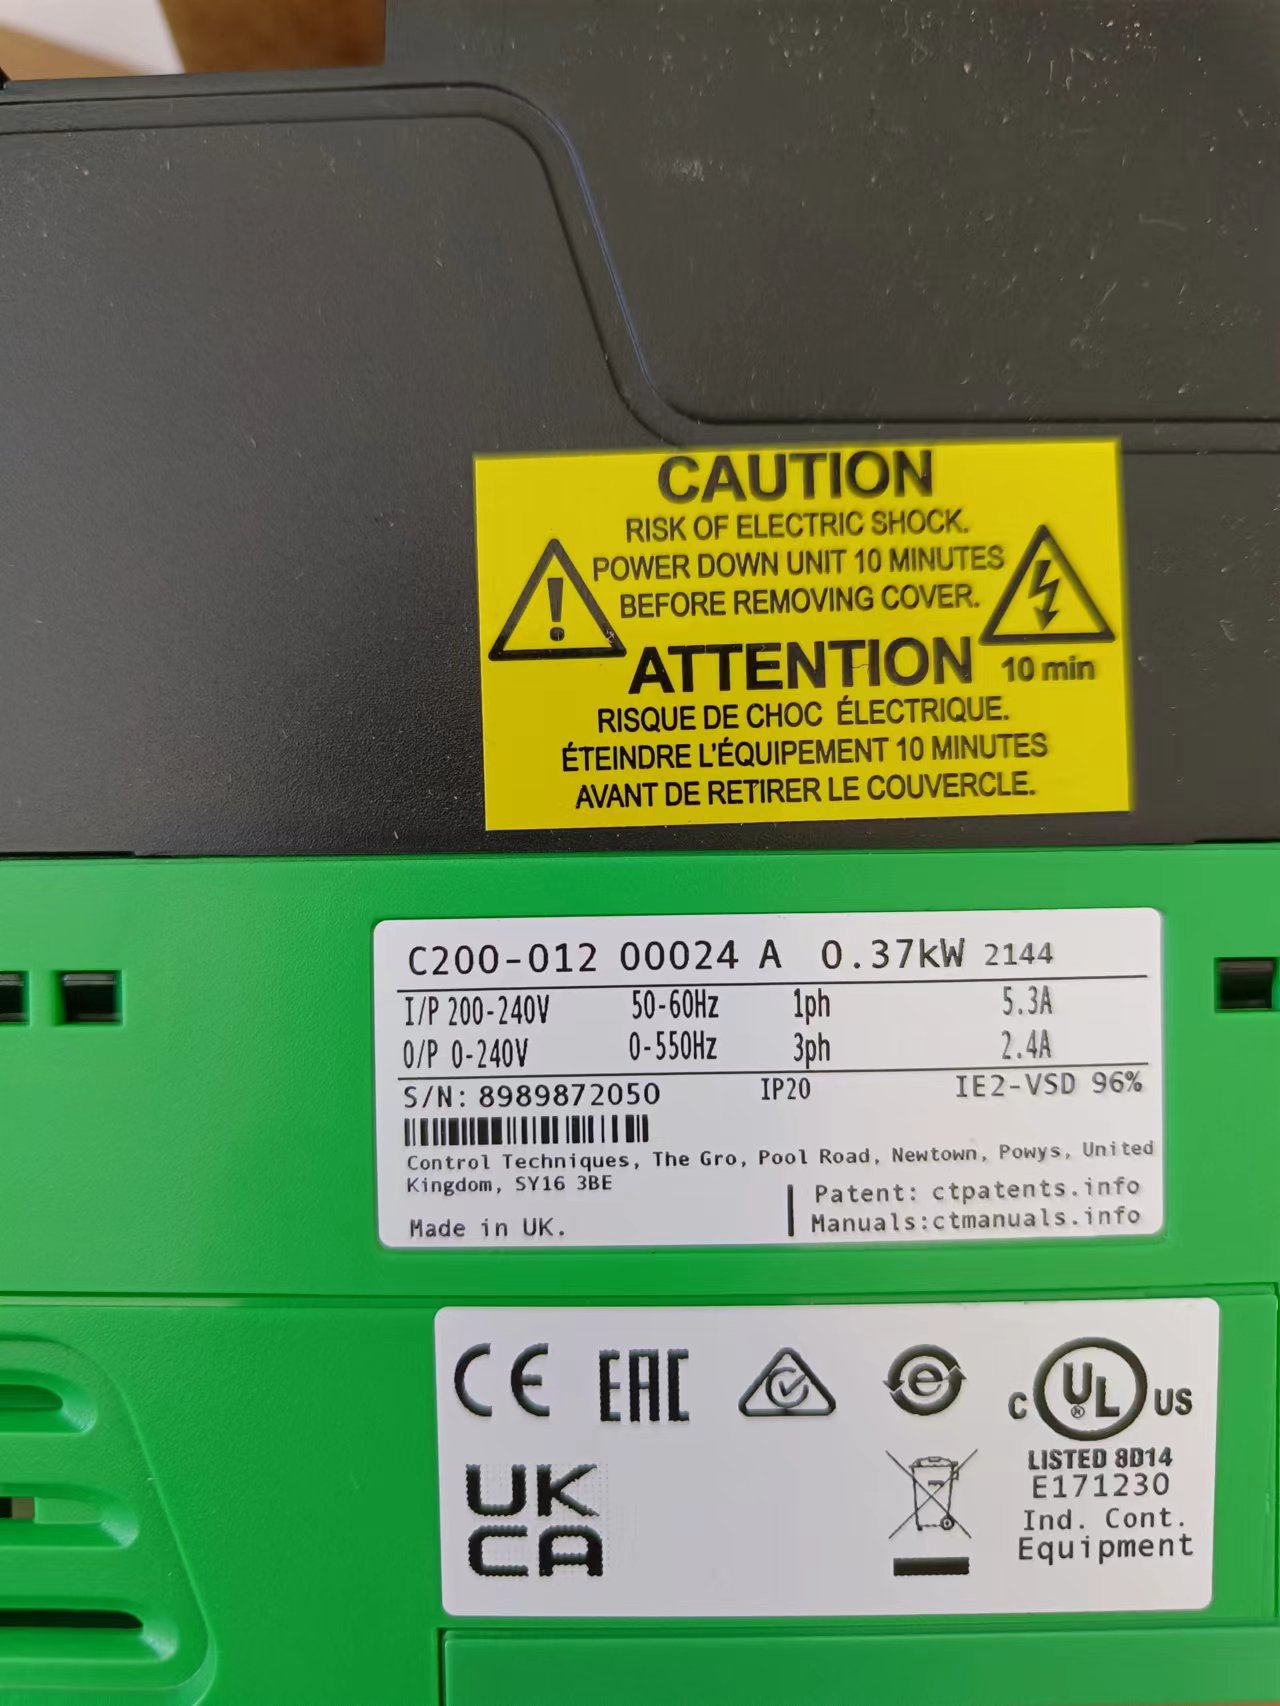 CAUTION
RISK OF ELECTRIC SHOCK.
POWER DOWN UNIT 10 MINUTES
BEFORE REMOVING COVER.
ATTENTION
10 min
RISQUE DE CHOC ÉLECTRIQUE.
ÉTEINDRE L'ÉQUIPEMENT 10 MINUTES
AVANT DE RETIRER LE COUVERCLE.
C200-012 00024 A 0.37kW 2144
I/P 200-240V 50-60Hz 1ph 5.3A
O/P 0-240V 0-550Hz 3ph 2.4A
S/N: 8989872050 IP20 IE2-VSD 96%
Control Techniques, The Gro, Pool Road, Newtown, Powys, United
Kingdom, SY16 3BE
Patent: ctpatents.info
Made in UK.
Manuals:ctmanuals.info
CE EAC e C UL ® US
LISTED 8D14
E171230
Ind. Cont.
Equipment
UK
CA